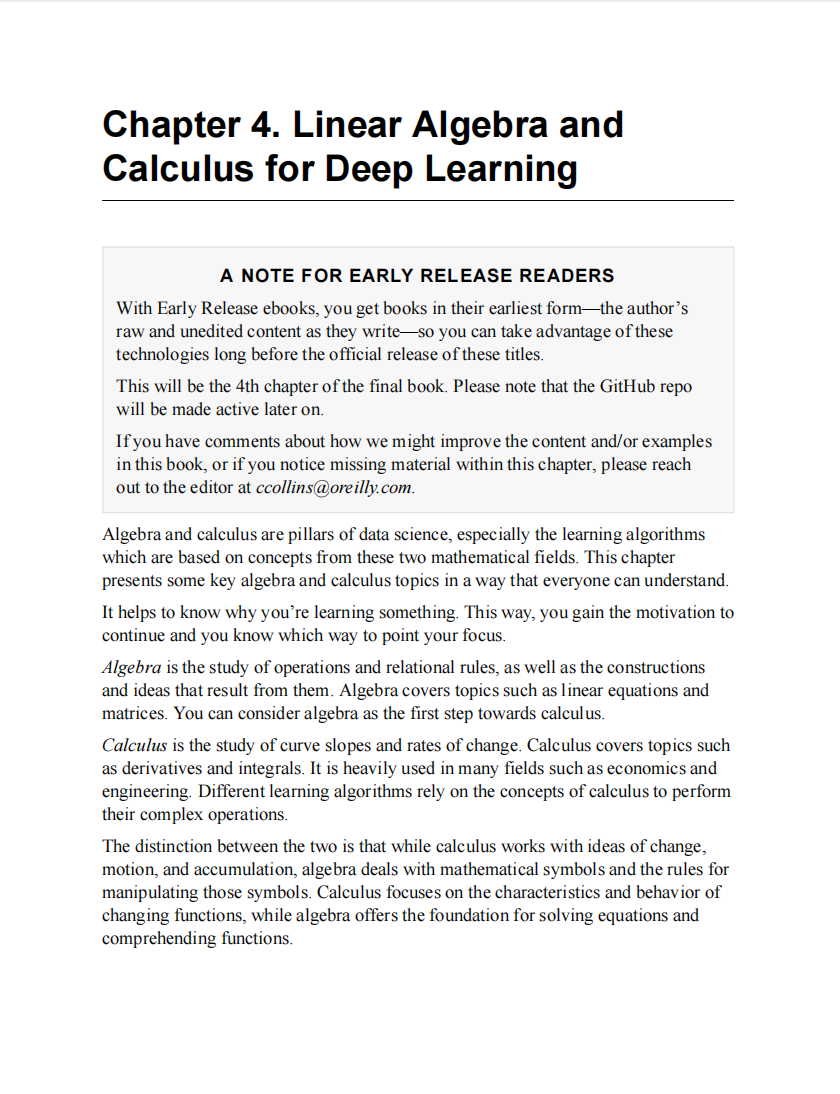 Chapter 4. Linear Algebra and
Calculus for Deep Learning
A NOTE FOR EARLY RELEASE READERS
With Early Release ebooks, you get books in their earliest form—the author’s
raw and unedited content as they write—so you can take advantage of these
technologies long before the official release of these titles.
This will be the 4th chapter of the final book. Please note that the GitHub repo
will be made active later on.
If you have comments about how we might improve the content and/or examples
in this book, or if you notice missing material within this chapter, please reach
out to the editor at ccollins@oreilly.com.
Algebra and calculus are pillars of data science, especially the learning algorithms
which are based on concepts from these two mathematical fields. This chapter
presents some key algebra and calculus topics in a way that everyone can understand.
It helps to know why you’re learning something. This way, you gain the motivation to
continue and you know which way to point your focus.
Algebra is the study of operations and relational rules, as well as the constructions
and ideas that result from them. Algebra covers topics such as linear equations and
matrices. You can consider algebra as the first step towards calculus.
Calculus is the study of curve slopes and rates of change. Calculus covers topics such
as derivatives and integrals. It is heavily used in many fields such as economics and
engineering. Different learning algorithms rely on the concepts of calculus to perform
their complex operations.
The distinction between the two is that while calculus works with ideas of change,
motion, and accumulation, algebra deals with mathematical symbols and the rules for
manipulating those symbols. Calculus focuses on the characteristics and behavior of
changing functions, while algebra offers the foundation for solving equations and
comprehending functions.